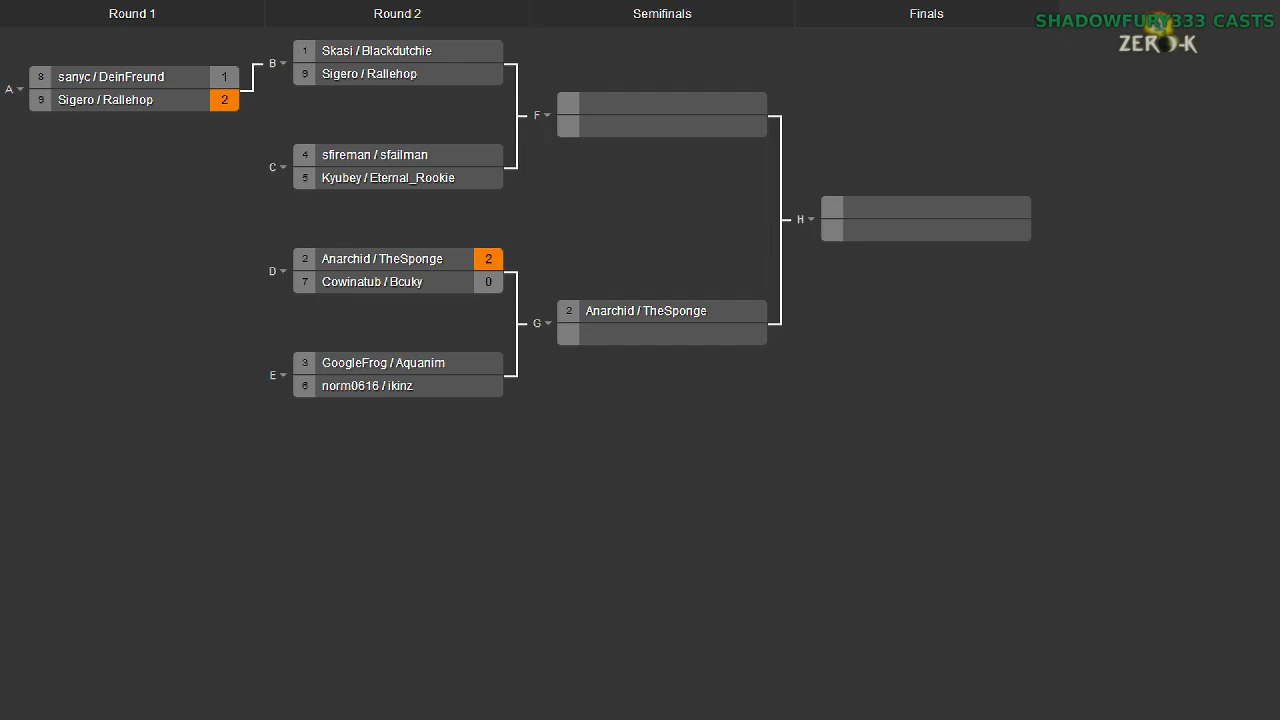 Round 1
Round 2
Semifinals
Finals
SHADOWFURY333 CASTS
ZERO-K
A
8 sanyc / DeinFreund 1
9 Sigero / Rallehop 2
B
1 Skasi / Blackdutchie
9 Sigero / Rallehop
C
4 sfireman / sfailman
5 Kyubey / Eternal_Rookie
D
2 Anarchid / TheSponge 2
7 Cowinatub / Bcuky 0
E
3 GoogleFrog / Aquanim
6 norm0616 / ikinz
F
G
2 Anarchid / TheSponge
H